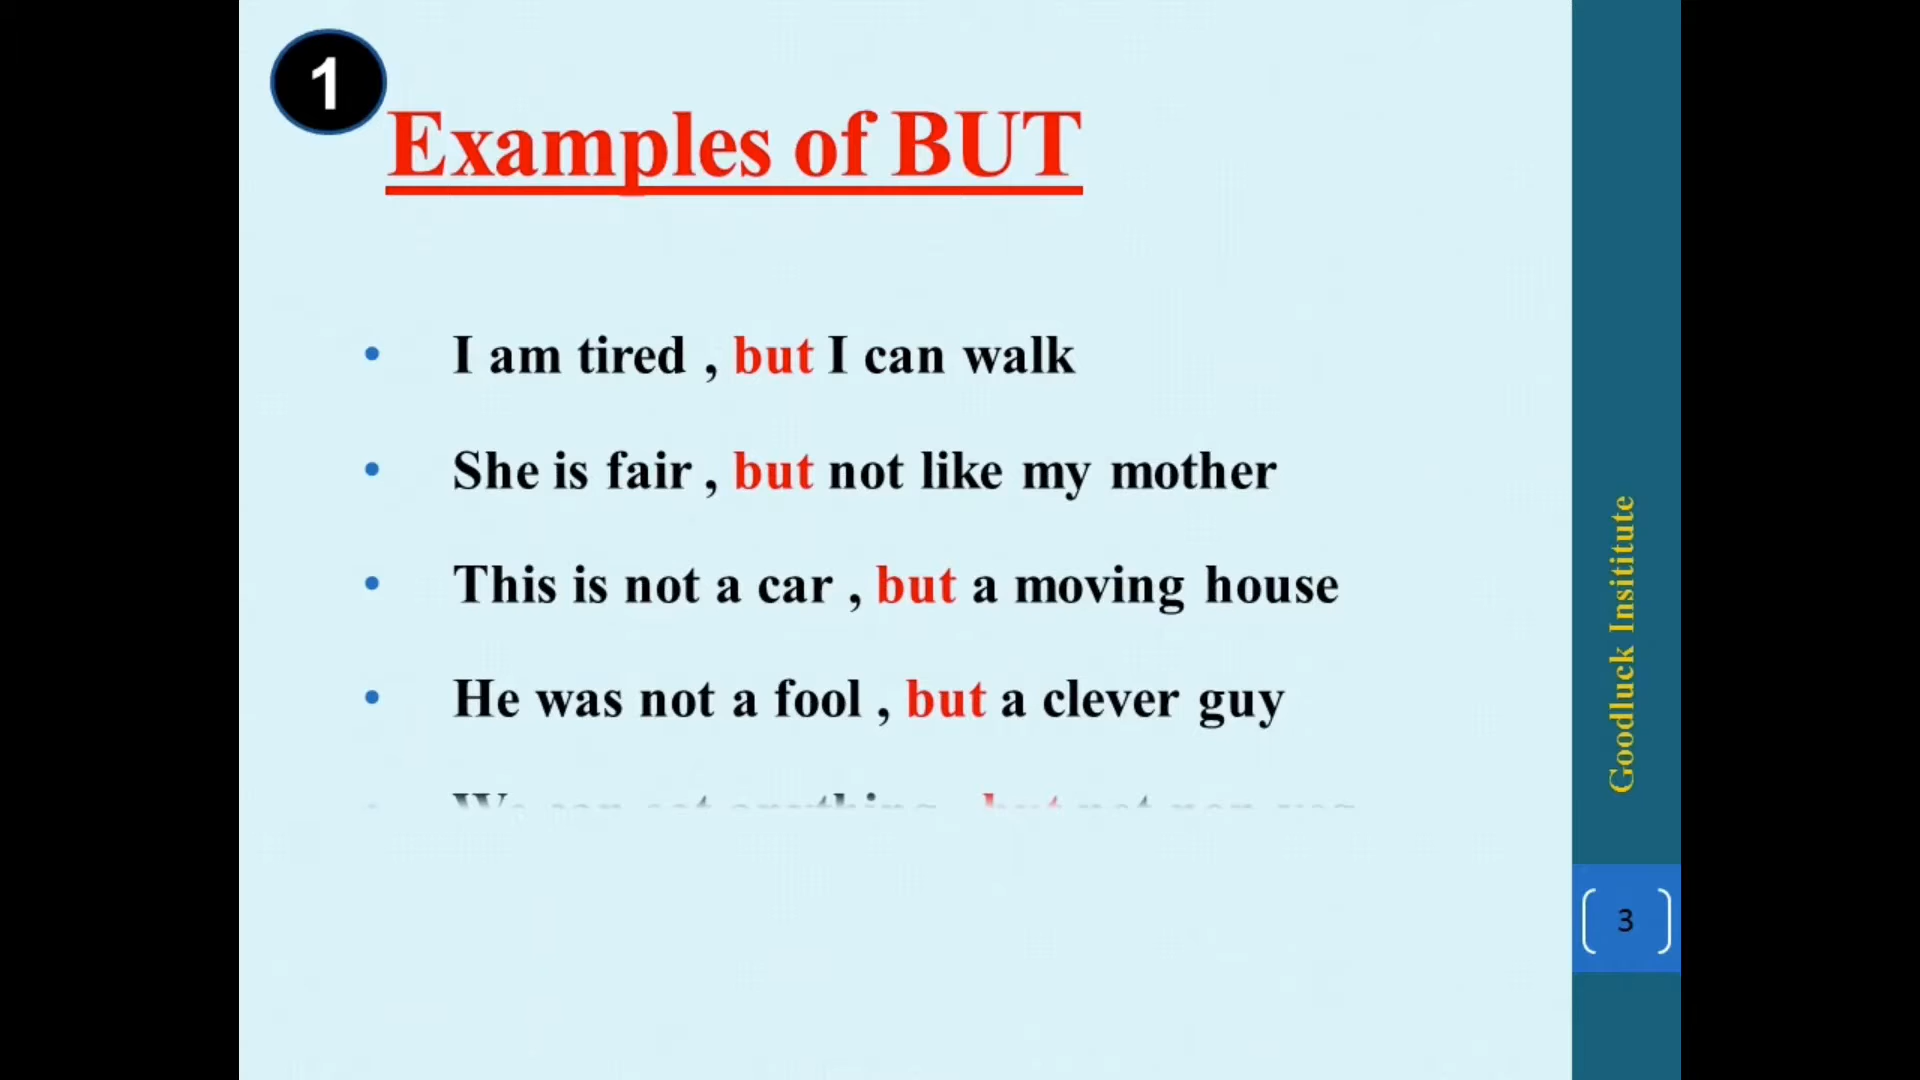 1
Examples of BUT
• I am tired , but I can walk
• She is fair , but not like my mother
• This is not a car , but a moving house
• He was not a fool , but a clever guy
Goodluck Insititute
3